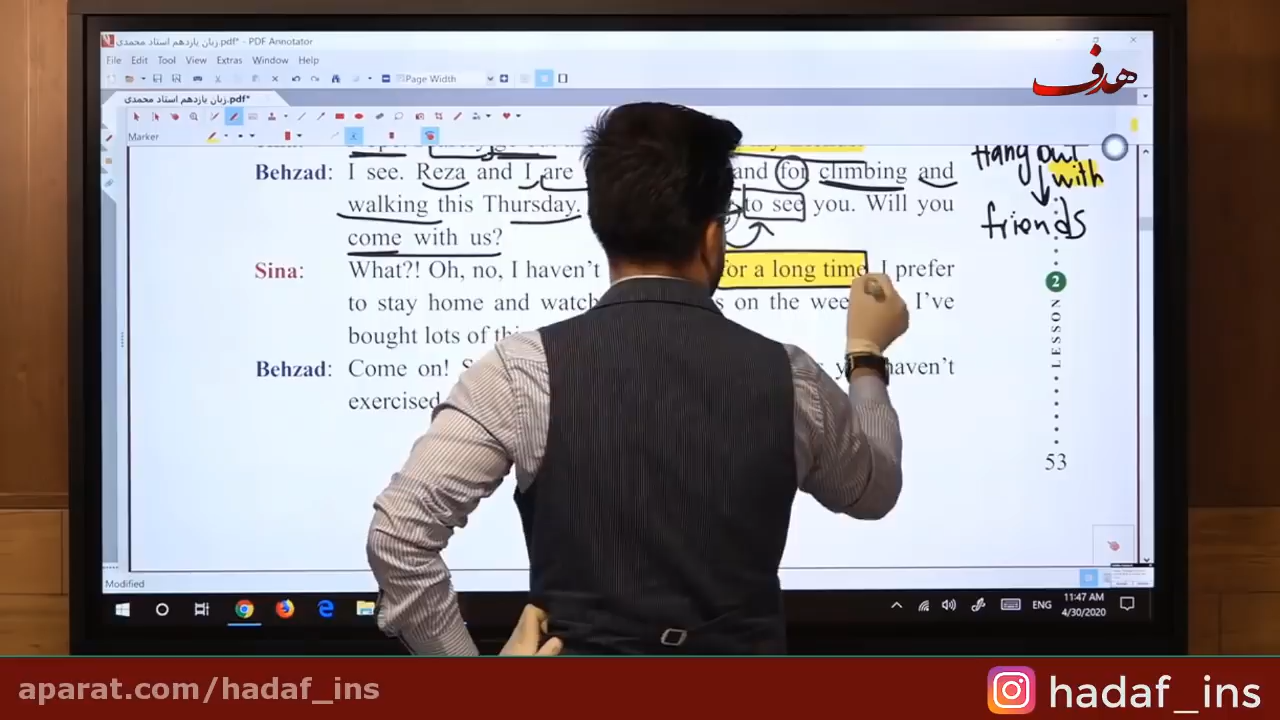 زبان یازدهم استاد محمدی.pdf* - PDF Annotator
File Edit Tool View Extras Window Help
هدف
Page Width
زبان یازدهم استاد محمدی.pdf*
Marker
Hang out
with
friends
Behzad: I see. Reza and I are and for climbing and
walking this Thursday. to see you. Will you
come with us?
Sina: What?! Oh, no, I haven't for a long time. I prefer
to stay home and watch on the I've
bought lots of
Behzad: Come on! haven't
exercised
2
LESSON
53
Modified
ENG
11:47 AM
4/30/2020
aparat.com/hadaf_ins
hadaf_ins